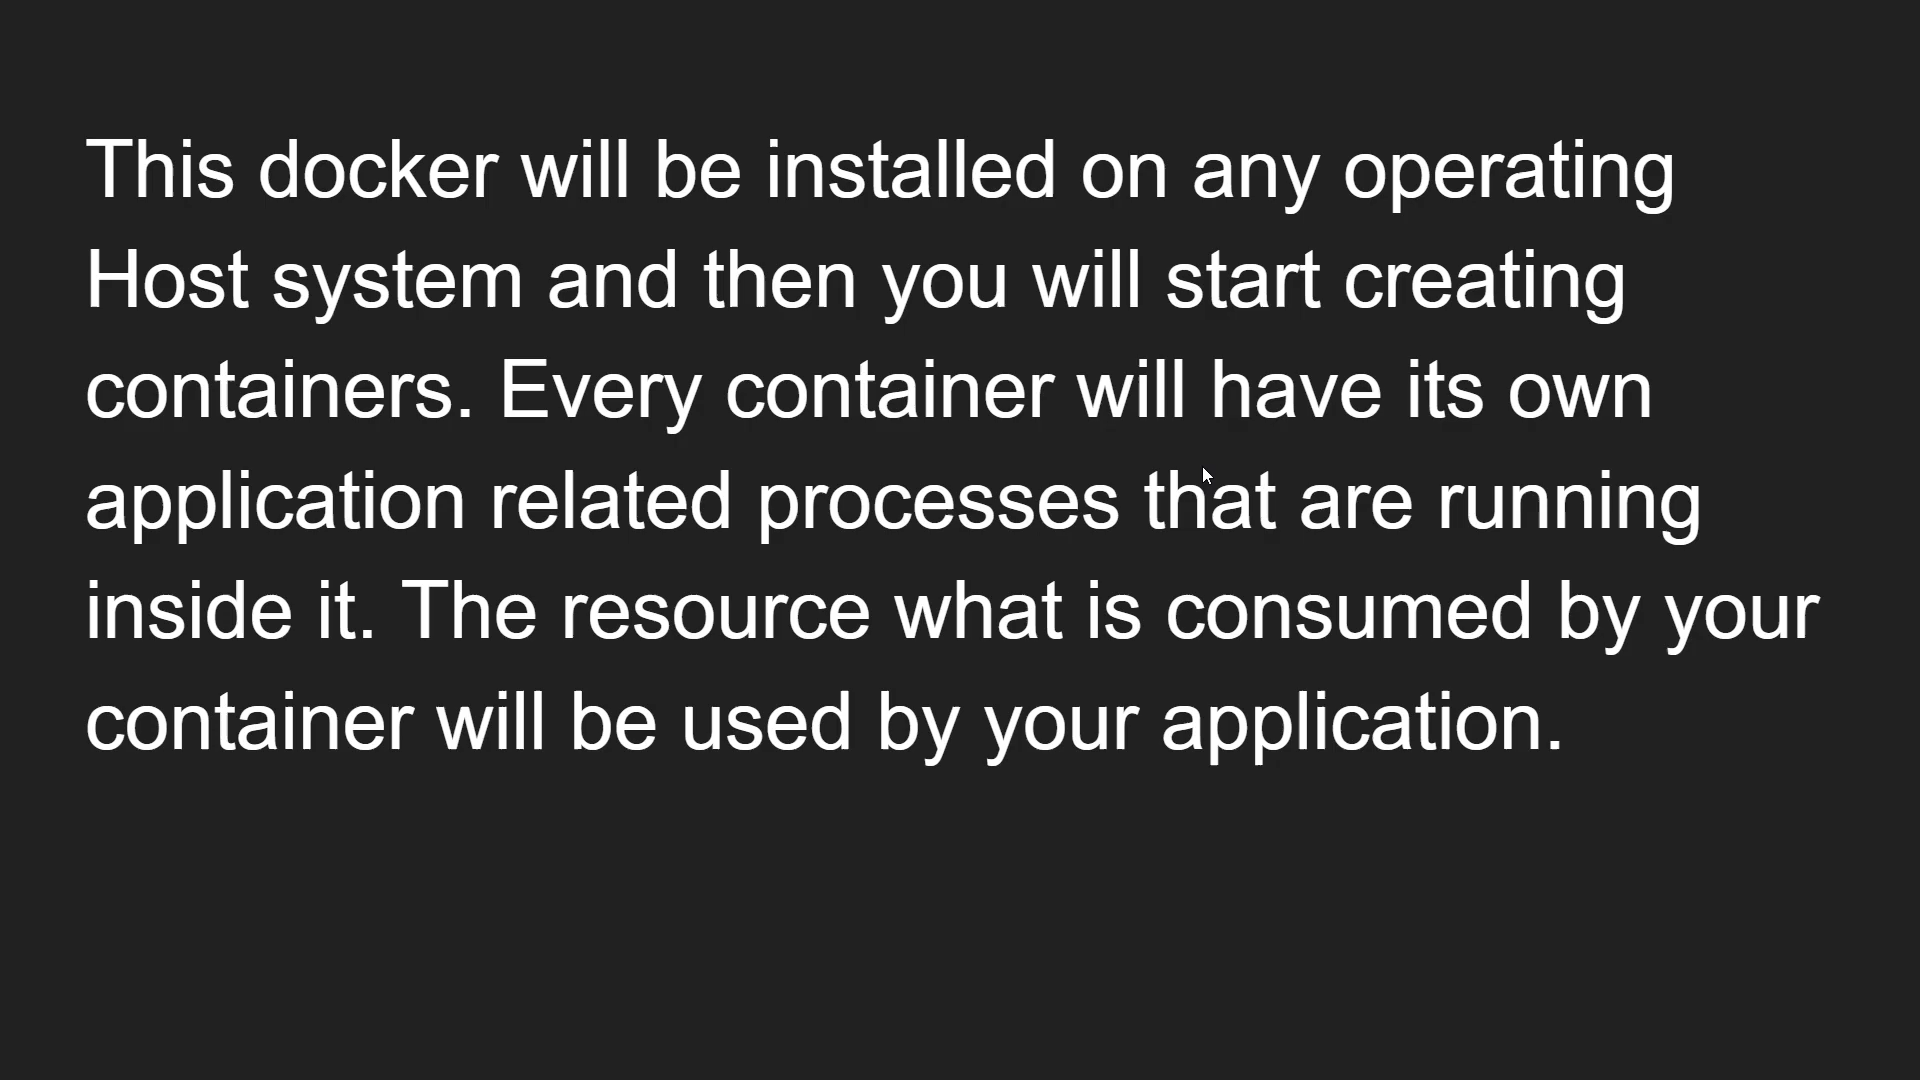 This docker will be installed on any operating
Host system and then you will start creating
containers. Every container will have its own
application related processes that are running
inside it. The resource what is consumed by your
container will be used by your application.